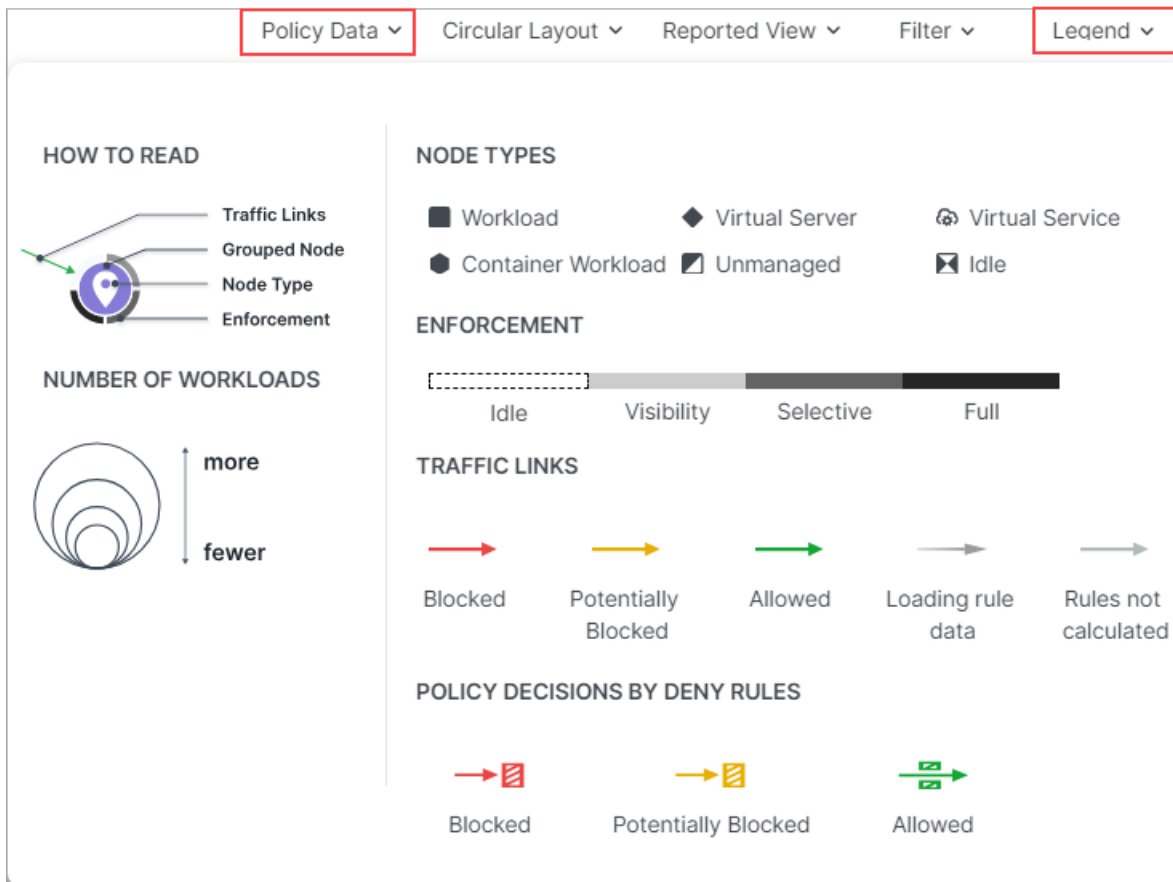 Policy Data
Circular Layout
Reported View
Filter
Legend
HOW TO READ
Traffic Links
Grouped Node
Node Type
Enforcement
NUMBER OF WORKLOADS
more
fewer
NODE TYPES
Workload
Virtual Server
Virtual Service
Container Workload
Unmanaged
Idle
ENFORCEMENT
Idle
Visibility
Selective
Full
TRAFFIC LINKS
Blocked
Potentially
Blocked
Allowed
Loading rule
data
Rules not
calculated
POLICY DECISIONS BY DENY RULES
Blocked
Potentially Blocked
Allowed